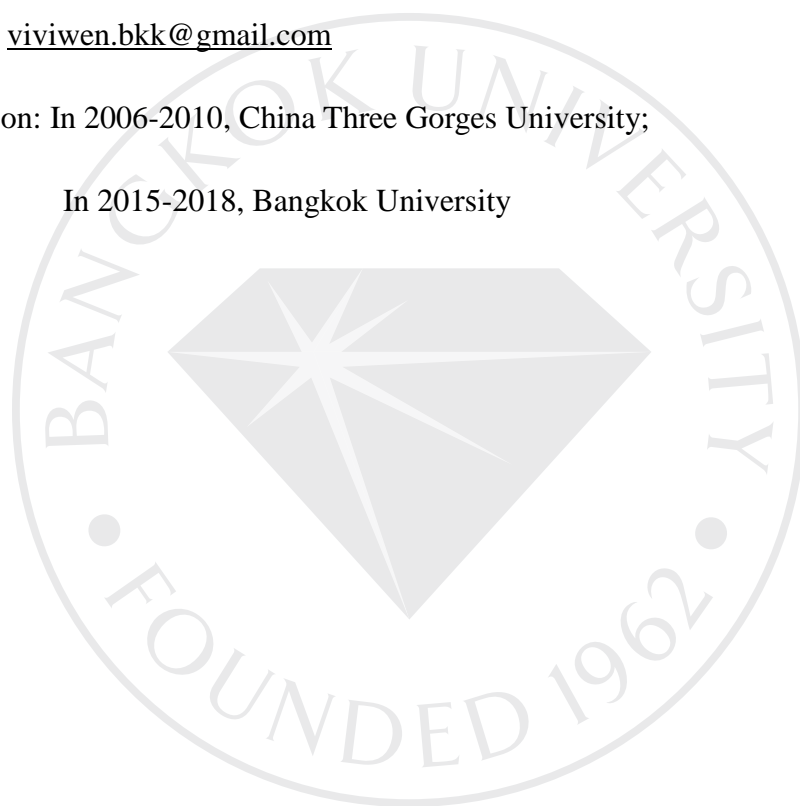 viviwen.bkk@gmail.com
on: In 2006-2010, China Three Gorges University;
In 2015-2018, Bangkok University
BANGKOK UNIVERSITY
• FOUNDED 1962 •